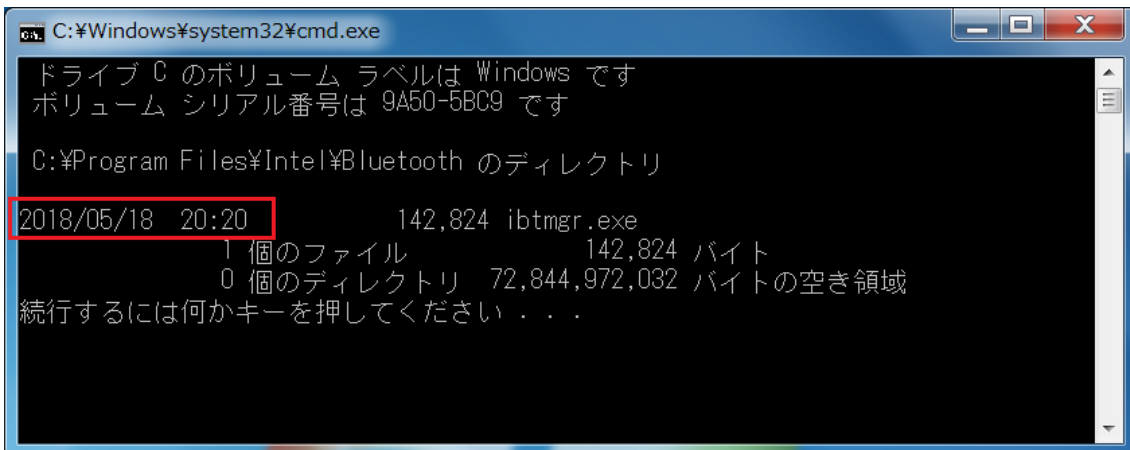 C:¥Windows¥system32¥cmd.exe
ドライブ C のボリューム ラベルは Windows です
ボリューム シリアル番号は 9A50-5BC9 です
C:¥Program Files¥Intel¥Bluetooth のディレクトリ
2018/05/18  20:20           142,824 ibtmgr.exe
1 個のファイル             142,824 バイト
0 個のディレクトリ  72,844,972,032 バイトの空き領域
続行するには何かキーを押してください . . .